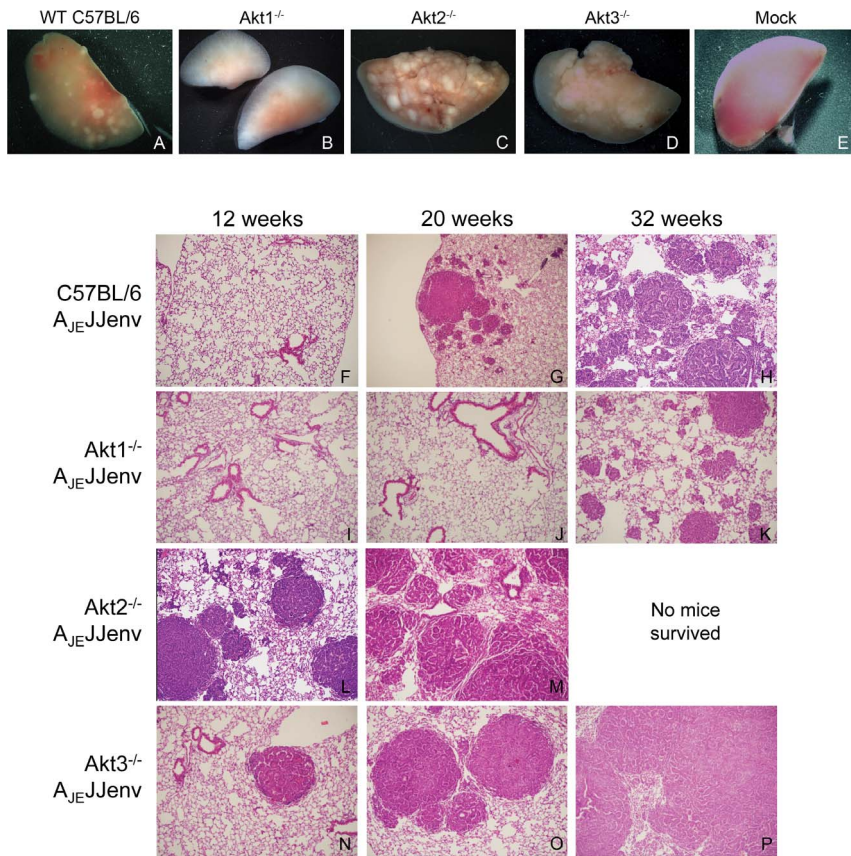 WT C57BL/6 Akt1-/- Akt2-/- Akt3-/- Mock
A B C D E
12 weeks 20 weeks 32 weeks
C57BL/6
AJEJJenv
F G H
Akt1-/-
AJEJJenv
I J K
Akt2-/-
AJEJJenv
No mice
survived
L M
Akt3-/-
AJEJJenv
N O P